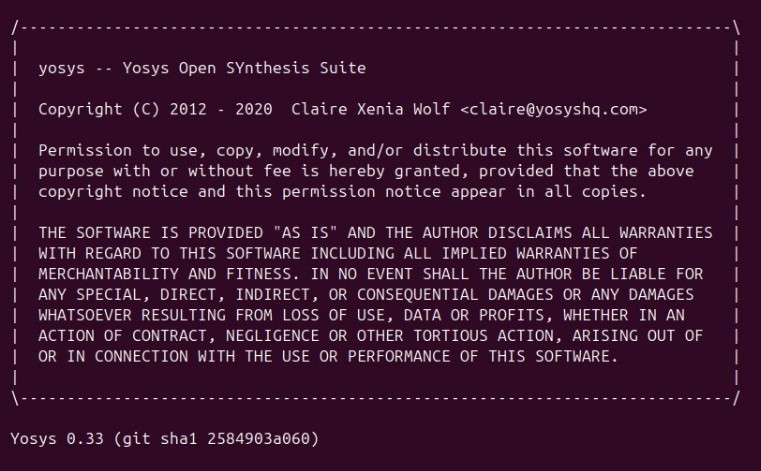 /----------------------------------------------------------------------------\
|                                                                            |
|  yosys -- Yosys Open SYnthesis Suite                                       |
|                                                                            |
|  Copyright (C) 2012 - 2020  Claire Xenia Wolf <claire@yosyshq.com>         |
|                                                                            |
|  Permission to use, copy, modify, and/or distribute this software for any  |
|  purpose with or without fee is hereby granted, provided that the above    |
|  copyright notice and this permission notice appear in all copies.         |
|                                                                            |
|  THE SOFTWARE IS PROVIDED "AS IS" AND THE AUTHOR DISCLAIMS ALL WARRANTIES  |
|  WITH REGARD TO THIS SOFTWARE INCLUDING ALL IMPLIED WARRANTIES OF          |
|  MERCHANTABILITY AND FITNESS. IN NO EVENT SHALL THE AUTHOR BE LIABLE FOR   |
|  ANY SPECIAL, DIRECT, INDIRECT, OR CONSEQUENTIAL DAMAGES OR ANY DAMAGES    |
|  WHATSOEVER RESULTING FROM LOSS OF USE, DATA OR PROFITS, WHETHER IN AN     |
|  ACTION OF CONTRACT, NEGLIGENCE OR OTHER TORTIOUS ACTION, ARISING OUT OF   |
|  OR IN CONNECTION WITH THE USE OR PERFORMANCE OF THIS SOFTWARE.            |
|                                                                            |
\----------------------------------------------------------------------------/
Yosys 0.33 (git sha1 2584903a060)